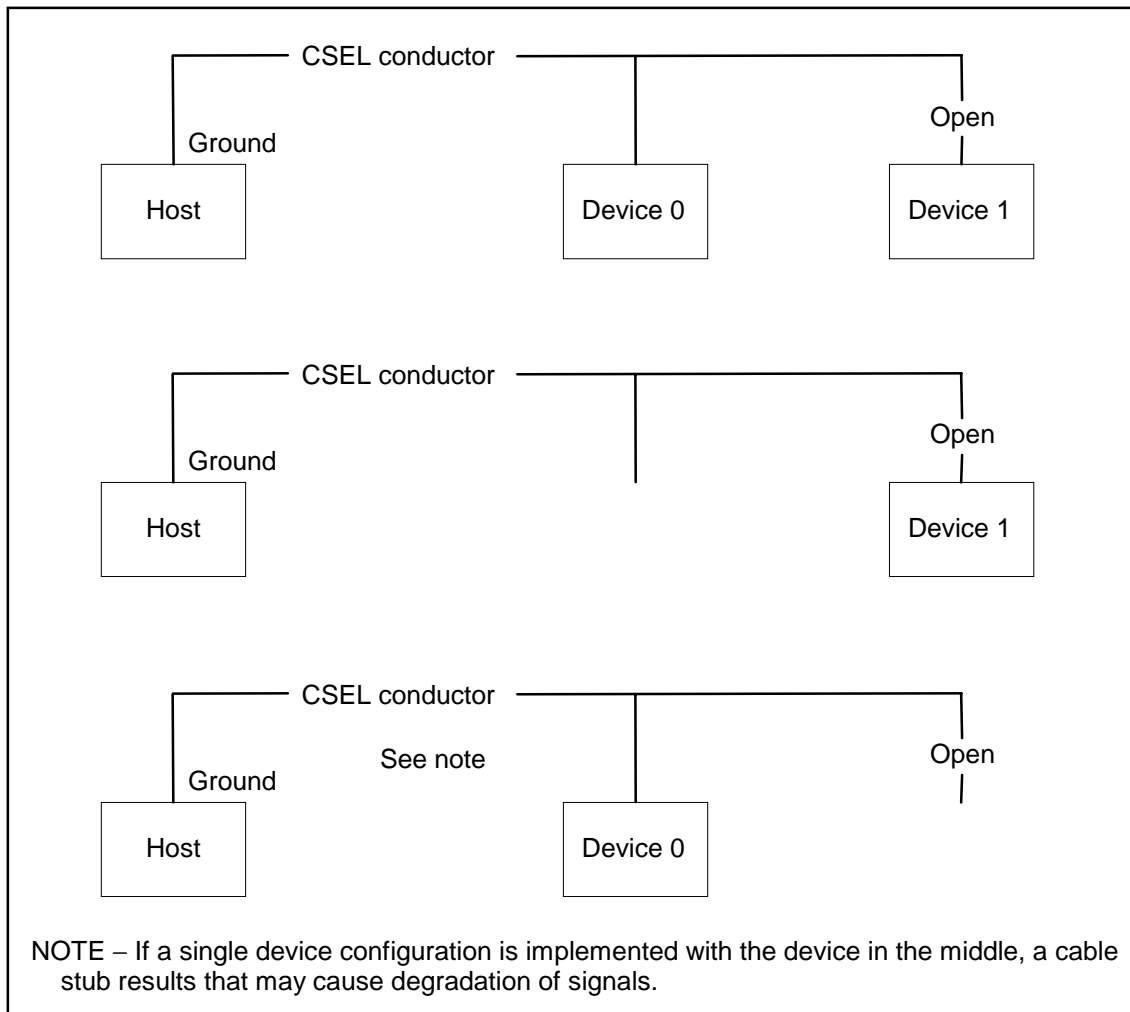 CSEL conductor
Ground
Open
Host
Device 0
Device 1
CSEL conductor
Ground
Open
Host
Device 1
CSEL conductor
See note
Ground
Open
Host
Device 0
NOTE – If a single device configuration is implemented with the device in the middle, a cable
stub results that may cause degradation of signals.